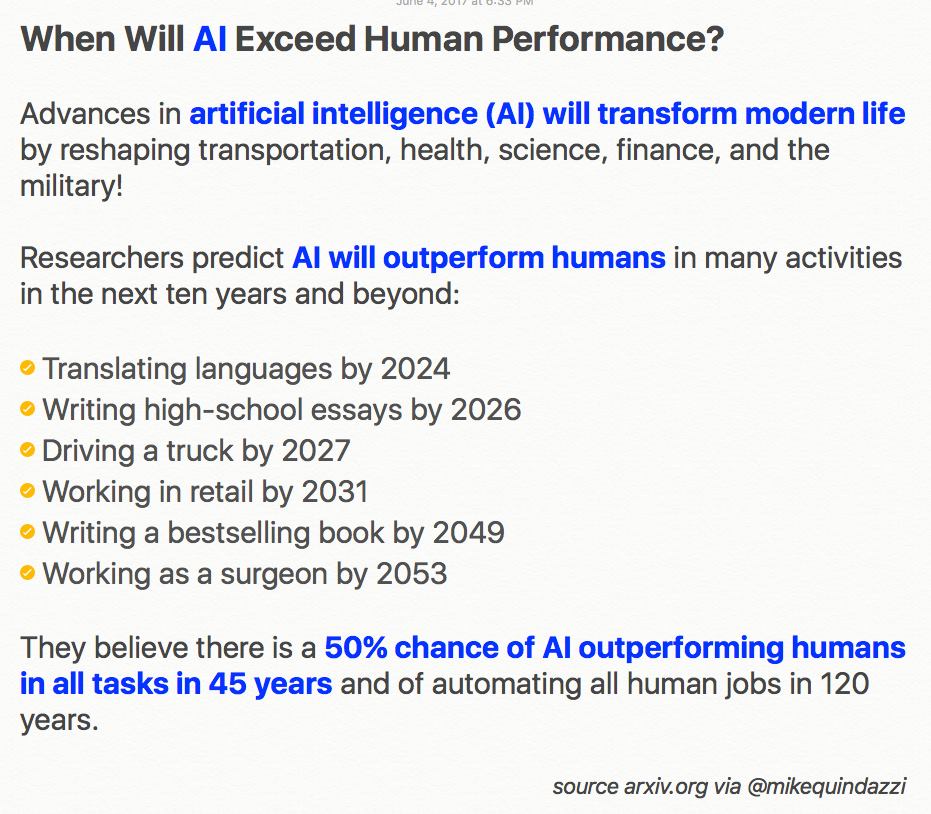 June 4, 2017 at 6:33 PM
When Will AI Exceed Human Performance?
Advances in artificial intelligence (AI) will transform modern life
by reshaping transportation, health, science, finance, and the
military!
Researchers predict AI will outperform humans in many activities
in the next ten years and beyond:
Translating languages by 2024
Writing high-school essays by 2026
Driving a truck by 2027
Working in retail by 2031
Writing a bestselling book by 2049
Working as a surgeon by 2053
They believe there is a 50% chance of AI outperforming humans
in all tasks in 45 years and of automating all human jobs in 120
years.
source arxiv.org via @mikequindazzi